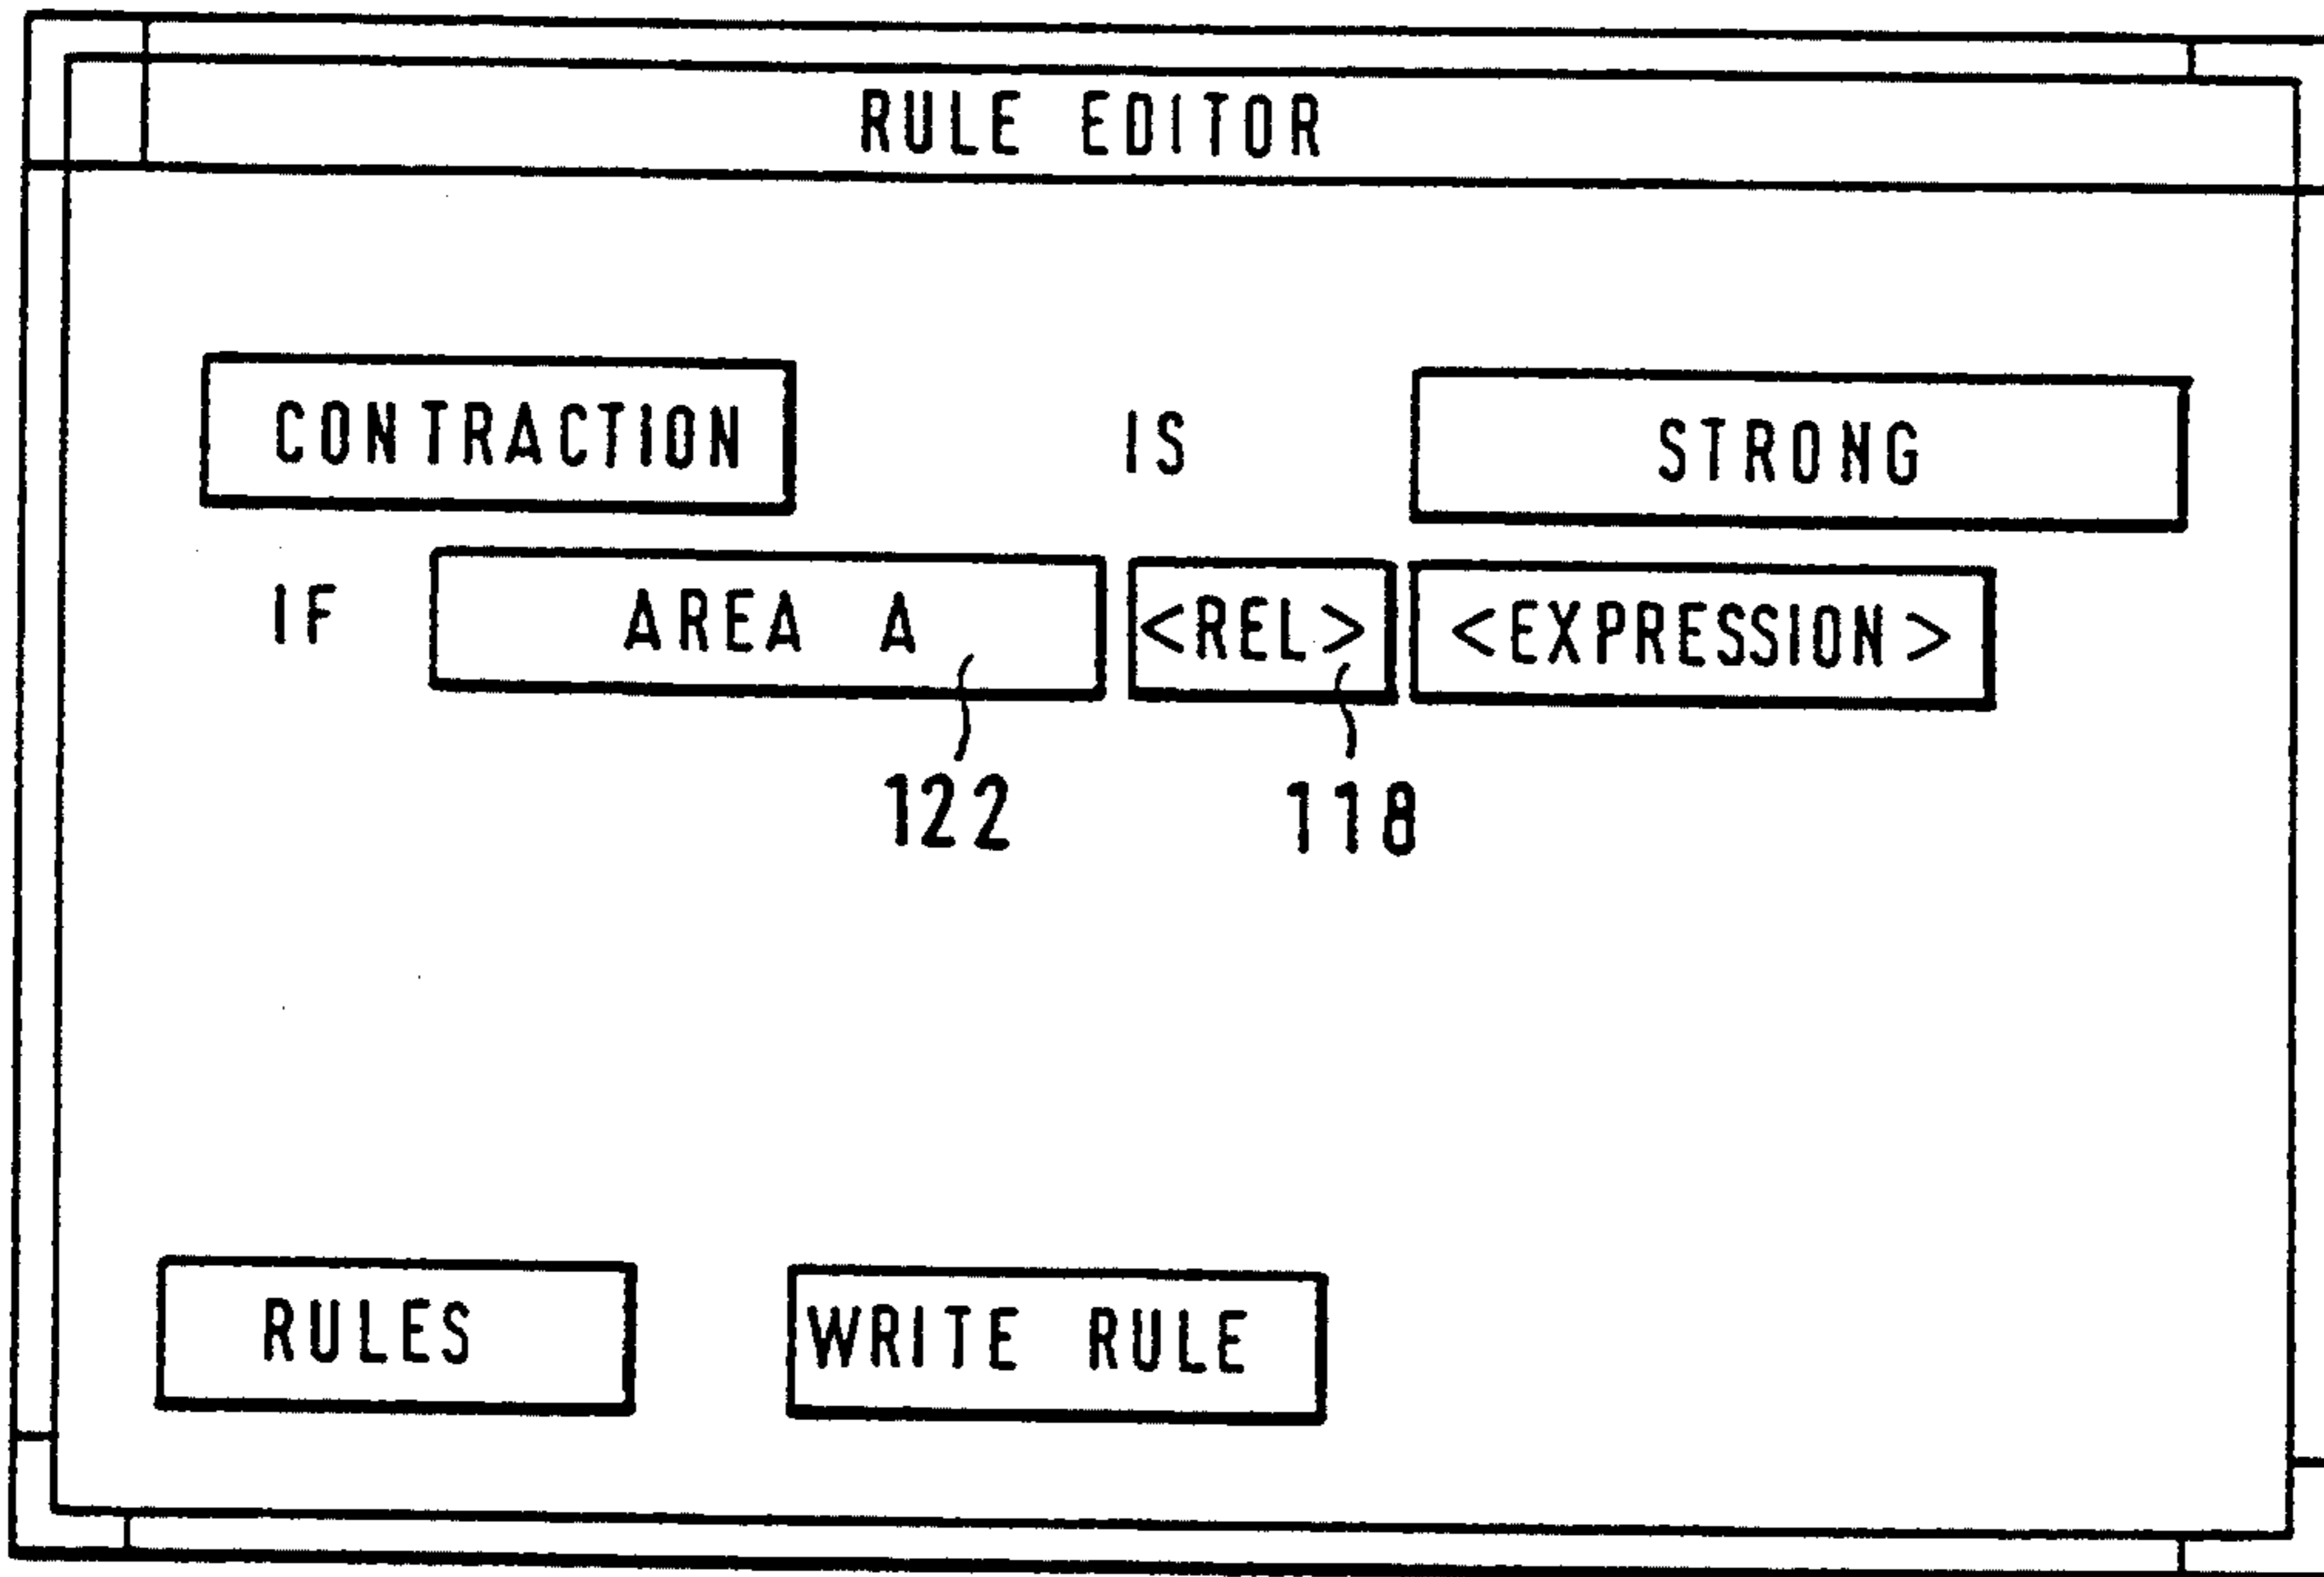 RULE EDITOR
CONTRACTION IS STRONG
IF AREA A <REL> <EXPRESSION>
122 118
RULES WRITE RULE